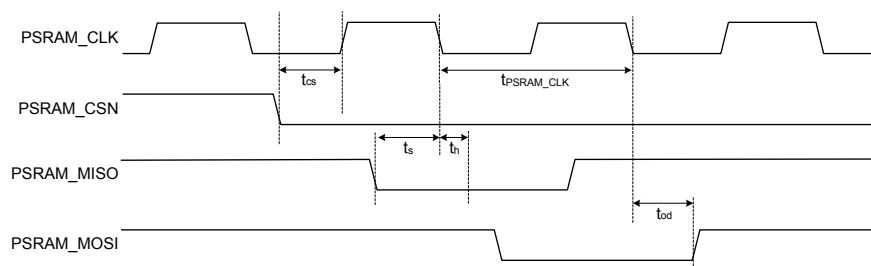 PSRAM_CLK
tcs
tPSRAM_CLK
PSRAM_CSN
ts
th
PSRAM_MISO
tod
PSRAM_MOSI